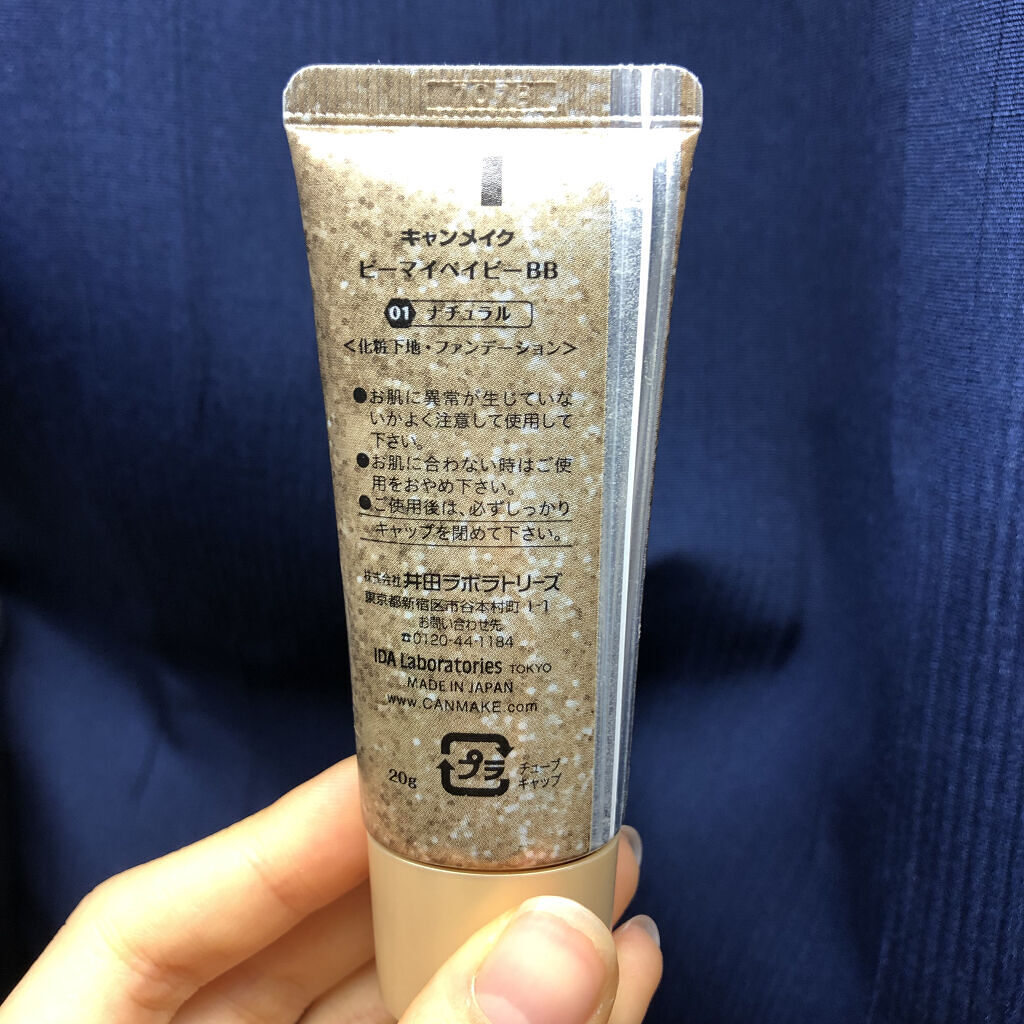 キャンメイク
ビーマイベイビーBB
01 ナチュラル
<化粧下地・ファンデーション>
●お肌に異常が生じていな
いかよく注意して使用して
下さい。
●お肌に合わない時はご使
用をおやめ下さい。
●ご使用後は、必ずしっかり
キャップを閉めて下さい。
株式会社 井田ラボラトリーズ
東京都新宿区市谷本村町1-1
お問い合わせ先
☎0120-44-1184
IDA Laboratories TOKYO
MADE IN JAPAN
www.CANMAKE.com
20g
プラ
チューブ
キャップ